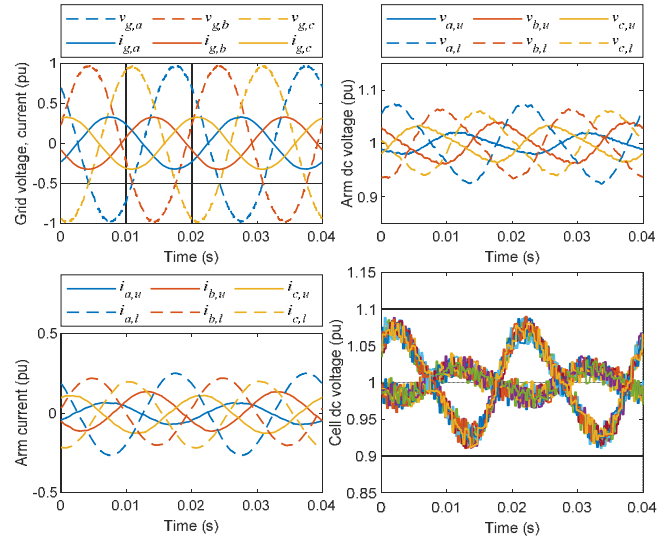 v_{g,a} v_{g,b} v_{g,c}
i_{g,a} i_{g,b} i_{g,c}
Grid voltage, current (pu)
1
0.5
0
-0.5
-1
0 0.01 0.02 0.03 0.04
Time (s)
v_{a,u} v_{b,u} v_{c,u}
v_{a,l} v_{b,l} v_{c,l}
Arm dc voltage (pu)
1.1
1
0.9
0 0.01 0.02 0.03 0.04
Time (s)
i_{a,u} i_{b,u} i_{c,u}
i_{a,l} i_{b,l} i_{c,l}
Arm current (pu)
0.5
0
-0.5
0 0.01 0.02 0.03 0.04
Time (s)
Cell dc voltage (pu)
1.15
1.10
1.05
1
0.95
0.9
0.85
0 0.01 0.02 0.03 0.04
Time (s)